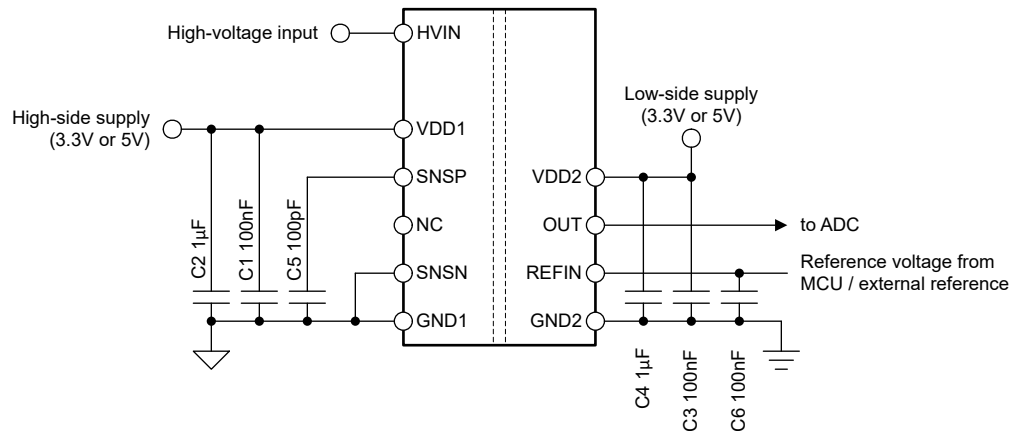 High-voltage input
HVIN
High-side supply
(3.3V or 5V)
VDD1
SNSP
NC
SNSN
GND1
C2 1µF
C1 100nF
C5 100pF
Low-side supply
(3.3V or 5V)
VDD2
OUT
to ADC
REFIN
Reference voltage from
MCU / external reference
GND2
C4 1µF
C3 100nF
C6 100nF